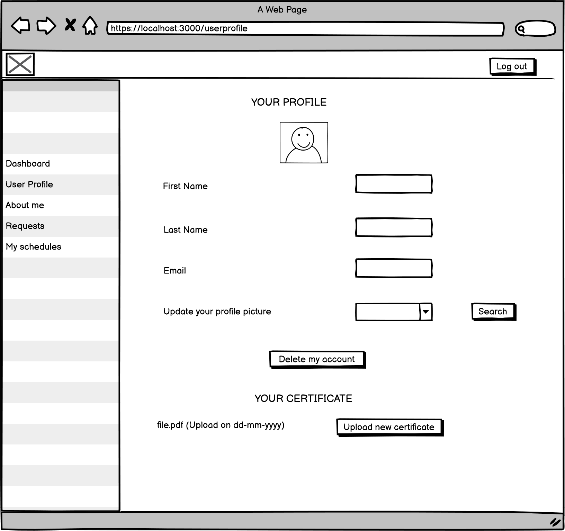 A Web Page
https://localhost:3000/userprofile
Log out
YOUR PROFILE
Dashboard
User Profile
About me
Requests
My schedules
First Name
Last Name
Email
Update your profile picture
Search
Delete my account
YOUR CERTIFICATE
file.pdf (Upload on dd-mm-yyyy)
Upload new certificate